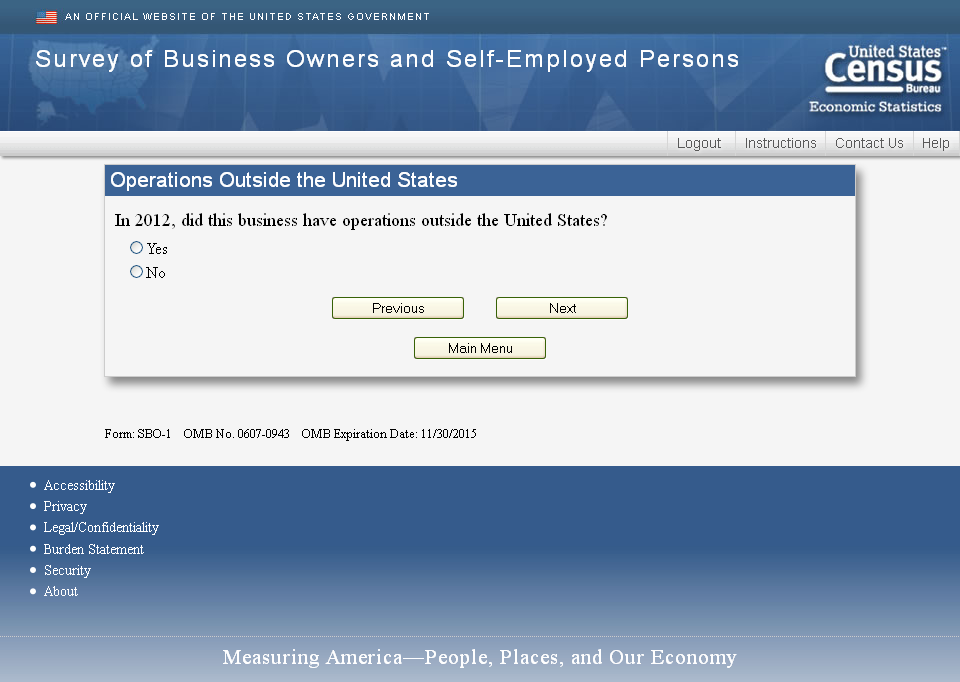 AN OFFICIAL WEBSITE OF THE UNITED STATES GOVERNMENT
Survey of Business Owners and Self-Employed Persons
United States™
Census
Bureau
Economic Statistics
Logout Instructions Contact Us Help
Operations Outside the United States
In 2012, did this business have operations outside the United States?
Yes
No
Previous Next
Main Menu
Form: SBO-1 OMB No. 0607-0943 OMB Expiration Date: 11/30/2015
Accessibility
Privacy
Legal/Confidentiality
Burden Statement
Security
About
Measuring America—People, Places, and Our Economy